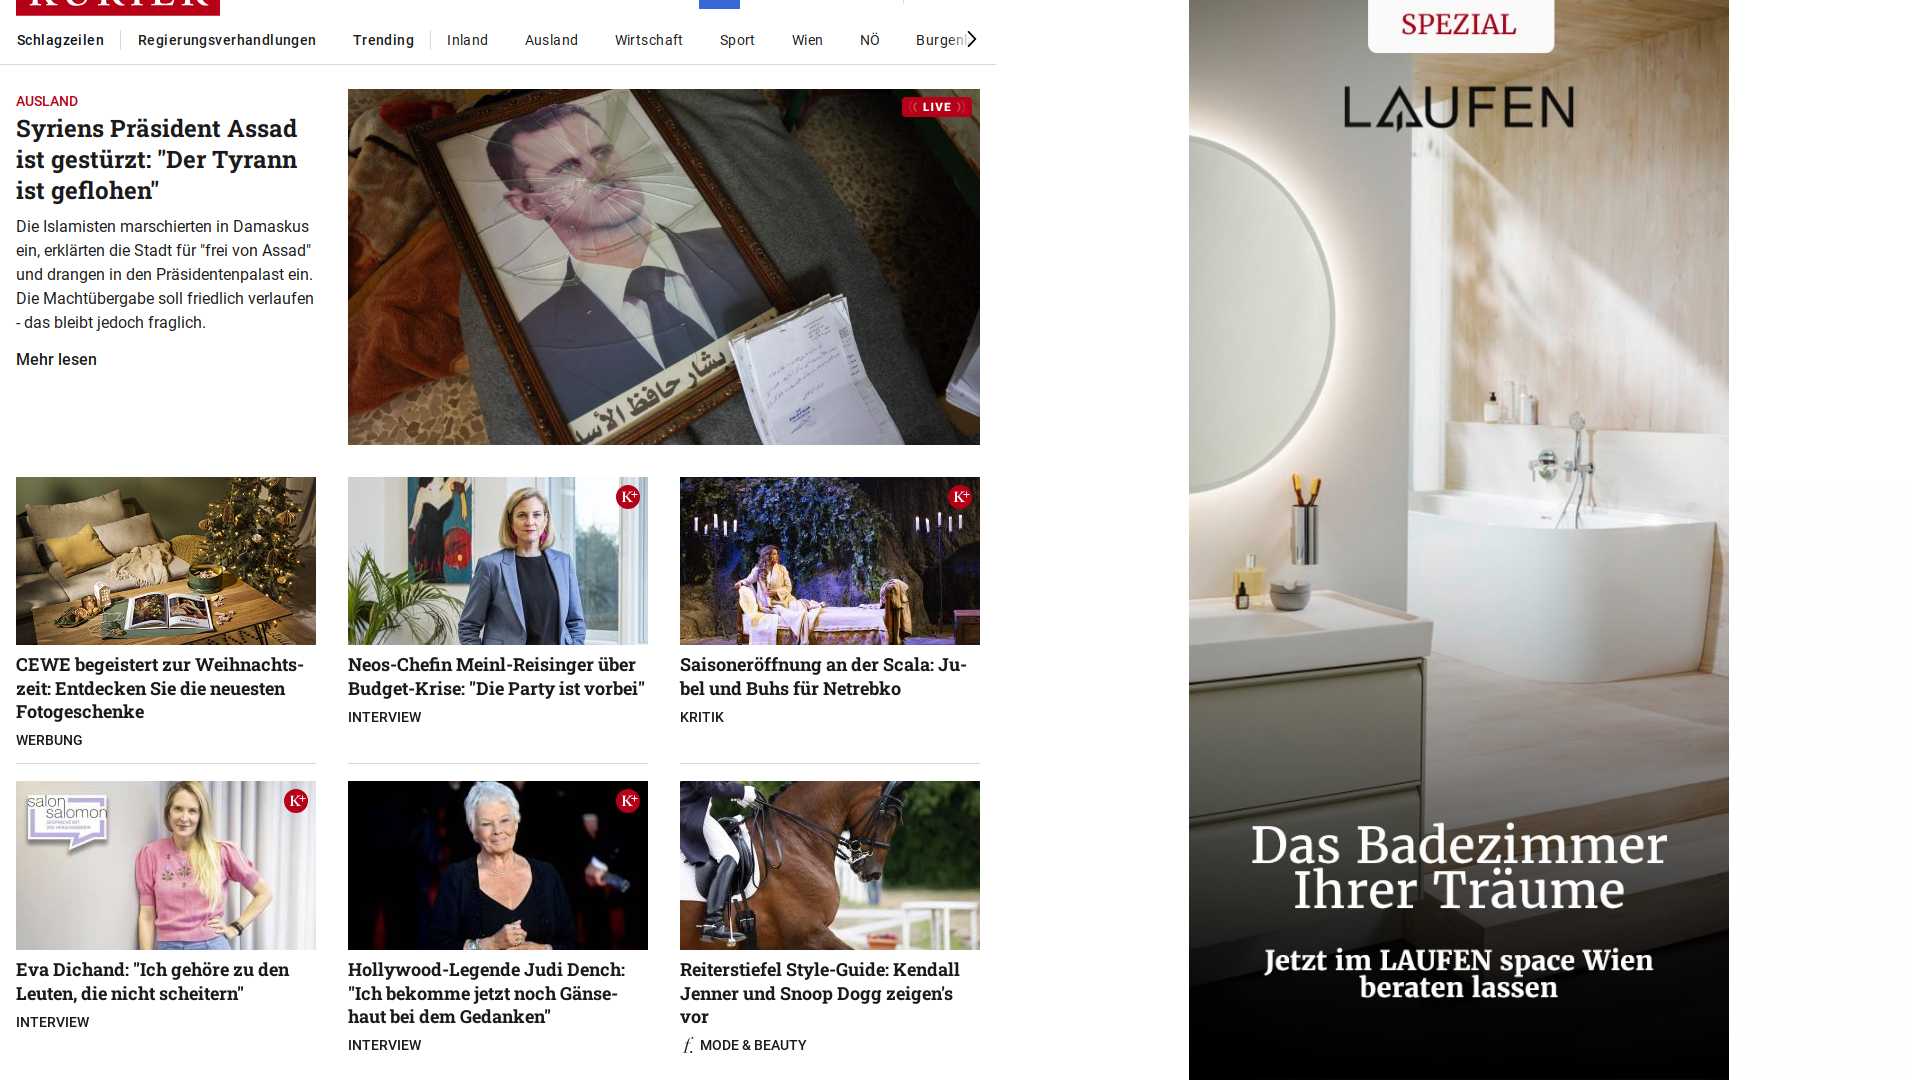 KURIER
Schlagzeilen
Regierungsverhandlungen
Trending
Inland
Ausland
Wirtschaft
Sport
Wien
NÖ
AUSLAND
Syriens Präsident Assad
ist gestürzt: "Der Tyrann
ist geflohen"
Die Islamisten marschierten in Damaskus
ein, erklärten die Stadt für "frei von Assad"
und drangen in den Präsidentenpalast ein.
Die Machtübergabe soll friedlich verlaufen
- das bleibt jedoch fraglich.
Mehr lesen
LIVE
بشار حافظ الأسد
CEWE begeistert zur Weihnachts-
zeit: Entdecken Sie die neuesten
Fotogeschenke
WERBUNG
K+
Neos-Chefin Meinl-Reisinger über
Budget-Krise: "Die Party ist vorbei"
INTERVIEW
K+
Saisoneröffnung an der Scala: Ju-
bel und Buhs für Netrebko
KRITIK
salon
salomon
K+
Eva Dichand: "Ich gehöre zu den
Leuten, die nicht scheitern"
INTERVIEW
K+
Hollywood-Legende Judi Dench:
"Ich bekomme jetzt noch Gänse-
haut bei dem Gedanken"
INTERVIEW
Reiterstiefel Style-Guide: Kendall
Jenner und Snoop Dogg zeigen's
vor
f. MODE & BEAUTY
SPEZIAL
LAUFEN
Das Badezimmer
Ihrer Träume
Jetzt im LAUFEN space Wien
beraten lassen